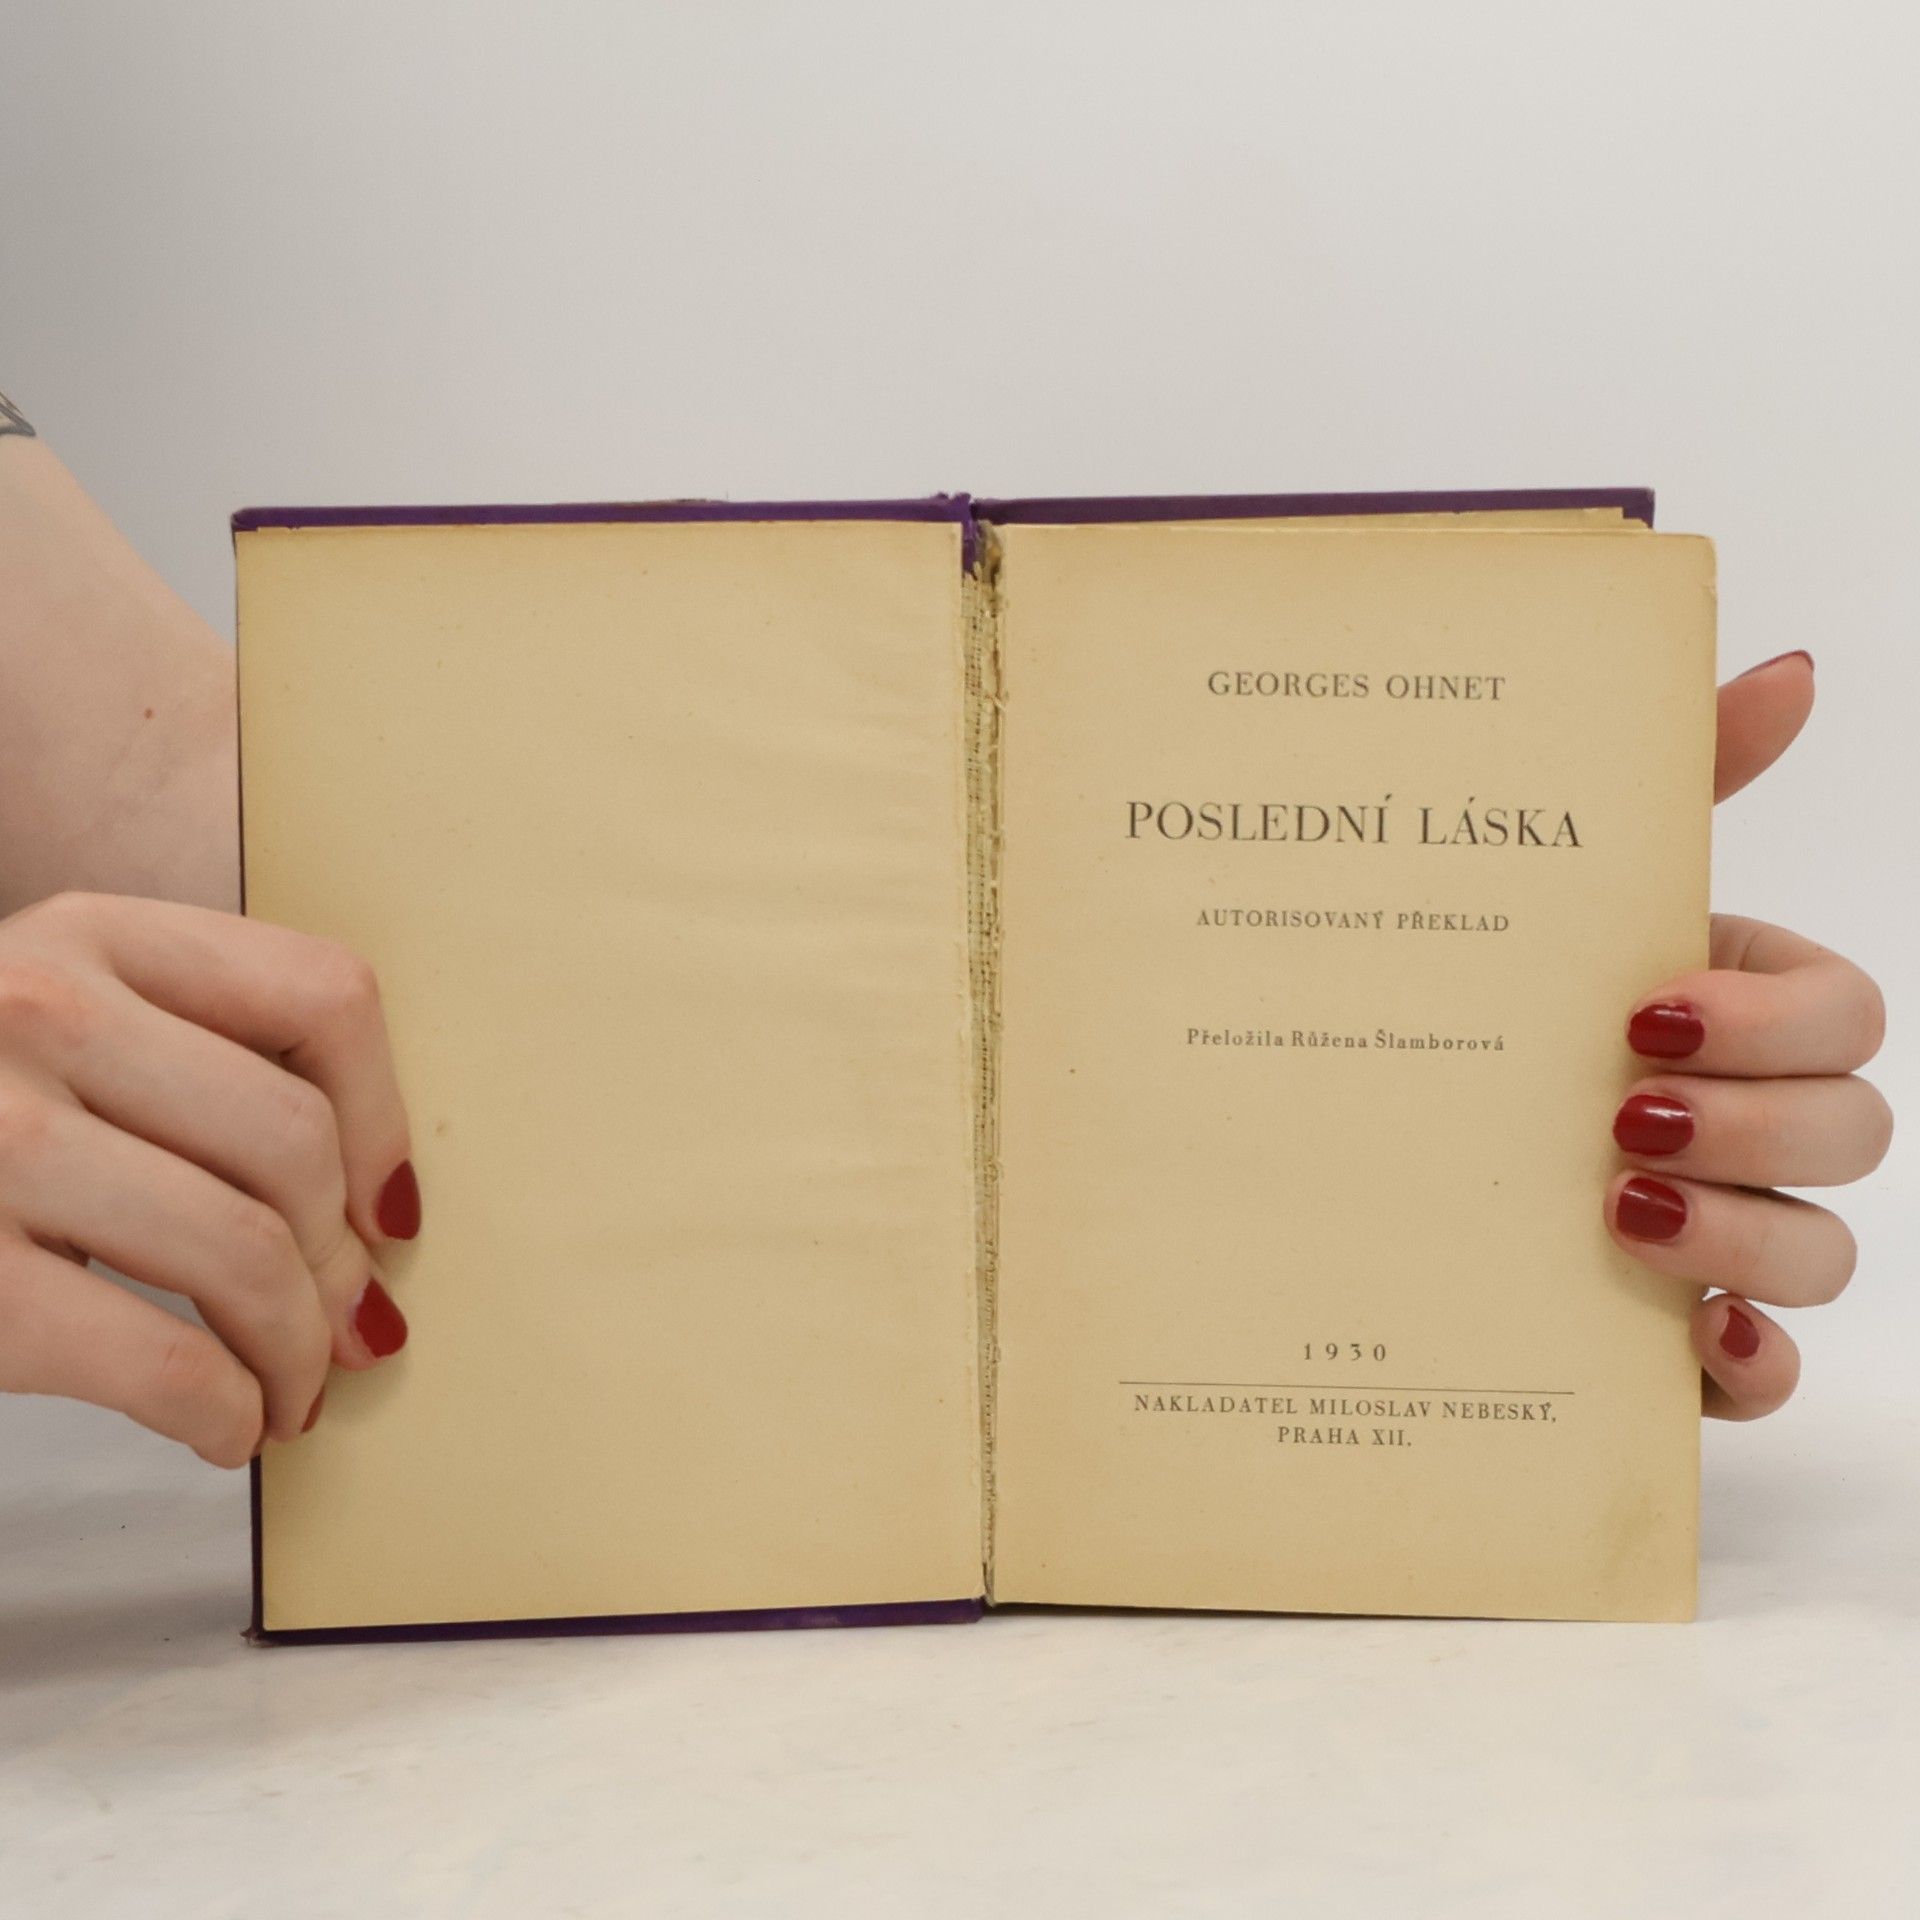 GEORGES OHNET
POSLEDNÍ LÁSKA
AUTORISOVANÝ PŘEKLAD
Přeložila Růžena Šlamborová
1930
NAKLADATEL MILOSLAV NEBESKÝ,
PRAHA XII.